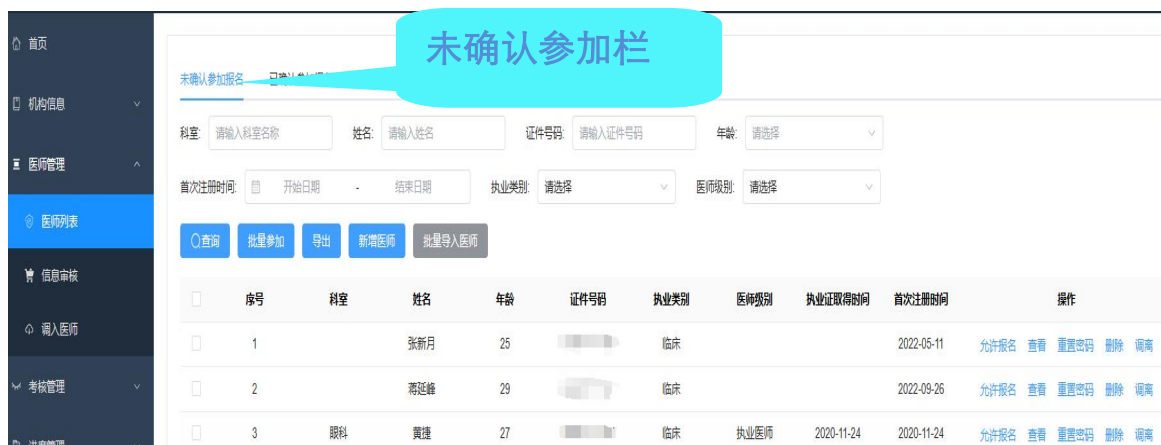 未确认参加栏
首页
机构信息
医师管理
医师列表
信息审核
调入医师
考核管理
未确认参加报名
科室: 请输入科室名称 姓名: 请输入姓名 证件号码: 请输入证件号码 年龄: 请选择
首次注册时间: 开始日期 - 结束日期 执业类别: 请选择 医师级别: 请选择
查询 批量参加 导出 新增医师 批量导入医师
序号 科室 姓名 年龄 证件号码 执业类别 医师级别 执业证取得时间 首次注册时间 操作
1 张新月 25 临床 2022-05-11 允许报名 查看 重置密码 删除 调离
2 蒋延峰 29 临床 2022-09-26 允许报名 查看 重置密码 删除 调离
3 眼科 黄捷 27 临床 执业医师 2020-11-24 2020-11-24 允许报名 查看 重置密码 删除 调离